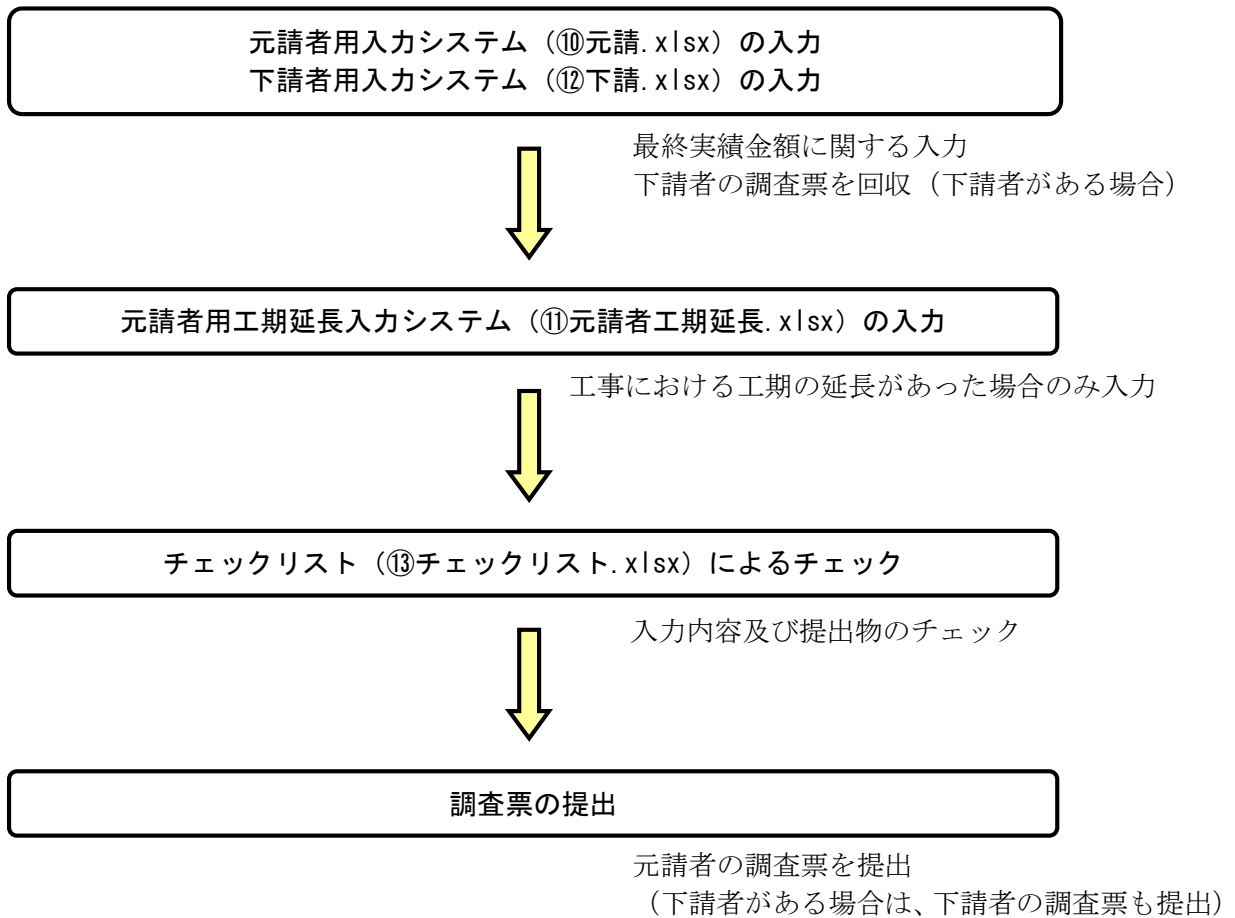 元請者用入力システム（⑩元請.xlsx）の入力
下請者用入力システム（⑫下請.xlsx）の入力
最終実績金額に関する入力
下請者の調査票を回収（下請者がある場合）
元請者用工期延長入力システム（⑪元請者工期延長.xlsx）の入力
工事における工期の延長があった場合のみ入力
チェックリスト（⑬チェックリスト.xlsx）によるチェック
入力内容及び提出物のチェック
調査票の提出
元請者の調査票を提出
（下請者がある場合は、下請者の調査票も提出）